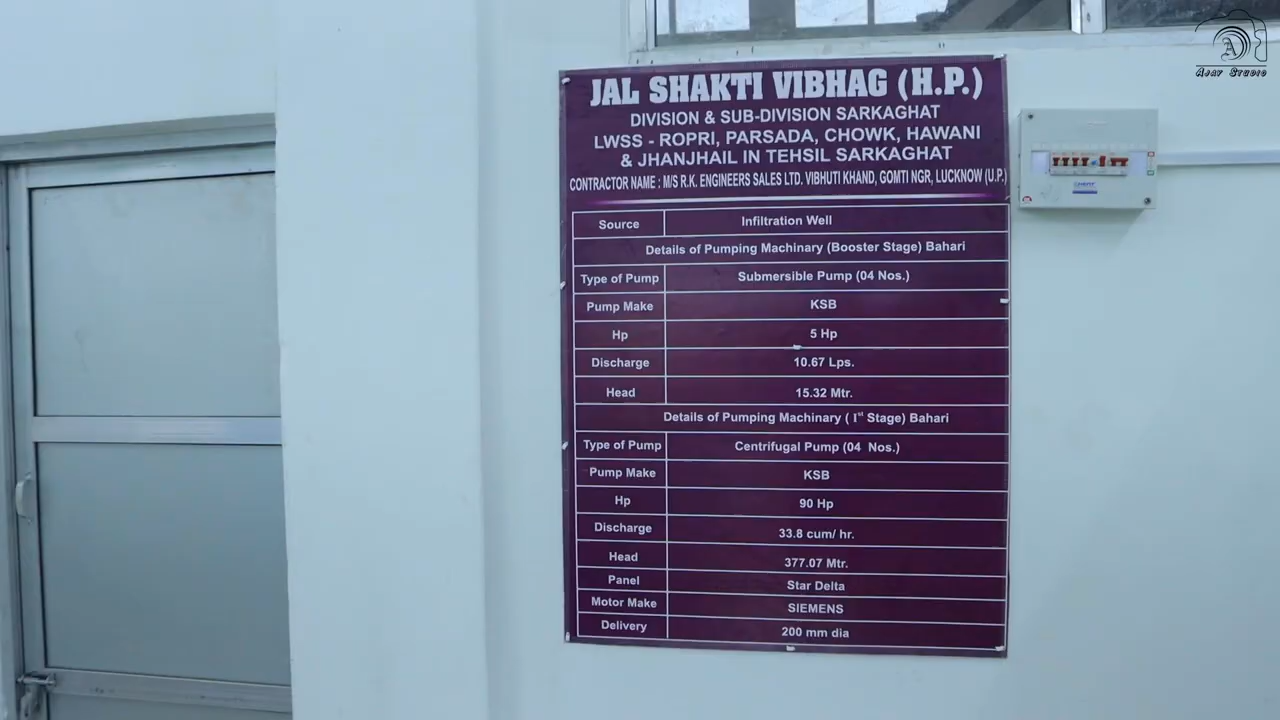 JAL SHAKTI VIBHAG (H.P.)
DIVISION & SUB-DIVISION SARKAGHAT
LWSS - ROPRI, PARSADA, CHOWK, HAWANI
& JHANJHAIL IN TEHSIL SARKAGHAT
CONTRACTOR NAME : M/S R.K. ENGINEERS SALES LTD. VIBHUTI KHAND, GOMTI NGR, LUCKNOW (U.P.)
Source Infiltration Well
Details of Pumping Machinary (Booster Stage) Bahari
Type of Pump Submersible Pump (04 Nos.)
Pump Make KSB
Hp 5 Hp
Discharge 10.67 Lps.
Head 15.32 Mtr.
Details of Pumping Machinary ( Ist Stage) Bahari
Type of Pump Centrifugal Pump (04 Nos.)
Pump Make KSB
Hp 90 Hp
Discharge 33.8 cum/ hr.
Head 377.07 Mtr.
Panel Star Delta
Motor Make SIEMENS
Delivery 200 mm dia
AJAY STUDIO